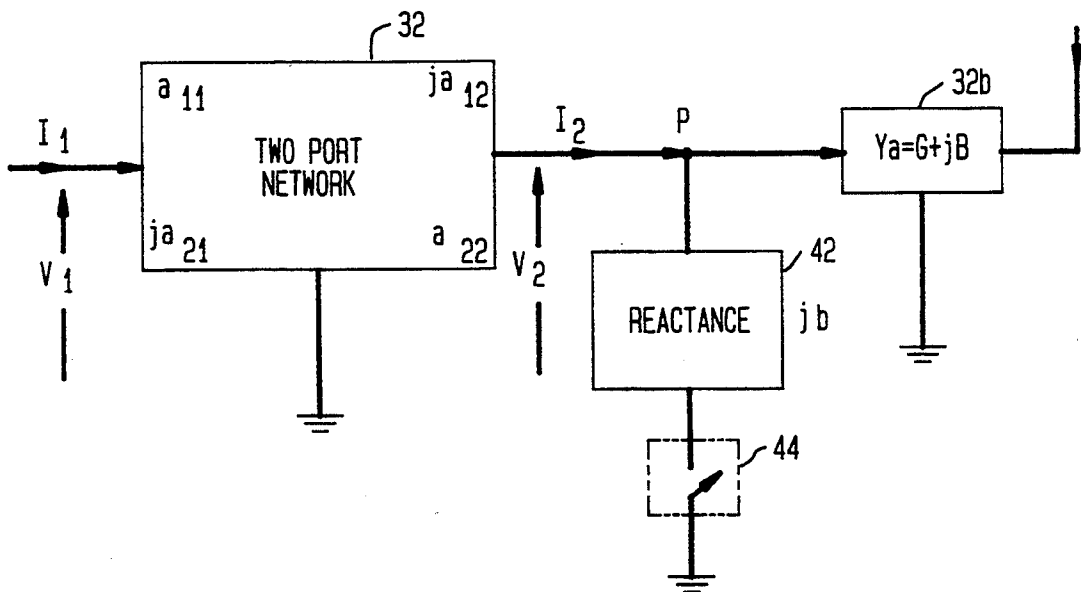 32
a 11
ja 12
I 1
TWO PORT
NETWORK
ja 21
a 22
V 1
I 2
V 2
P
32b
Ya=G+jB
42
REACTANCE
jb
44